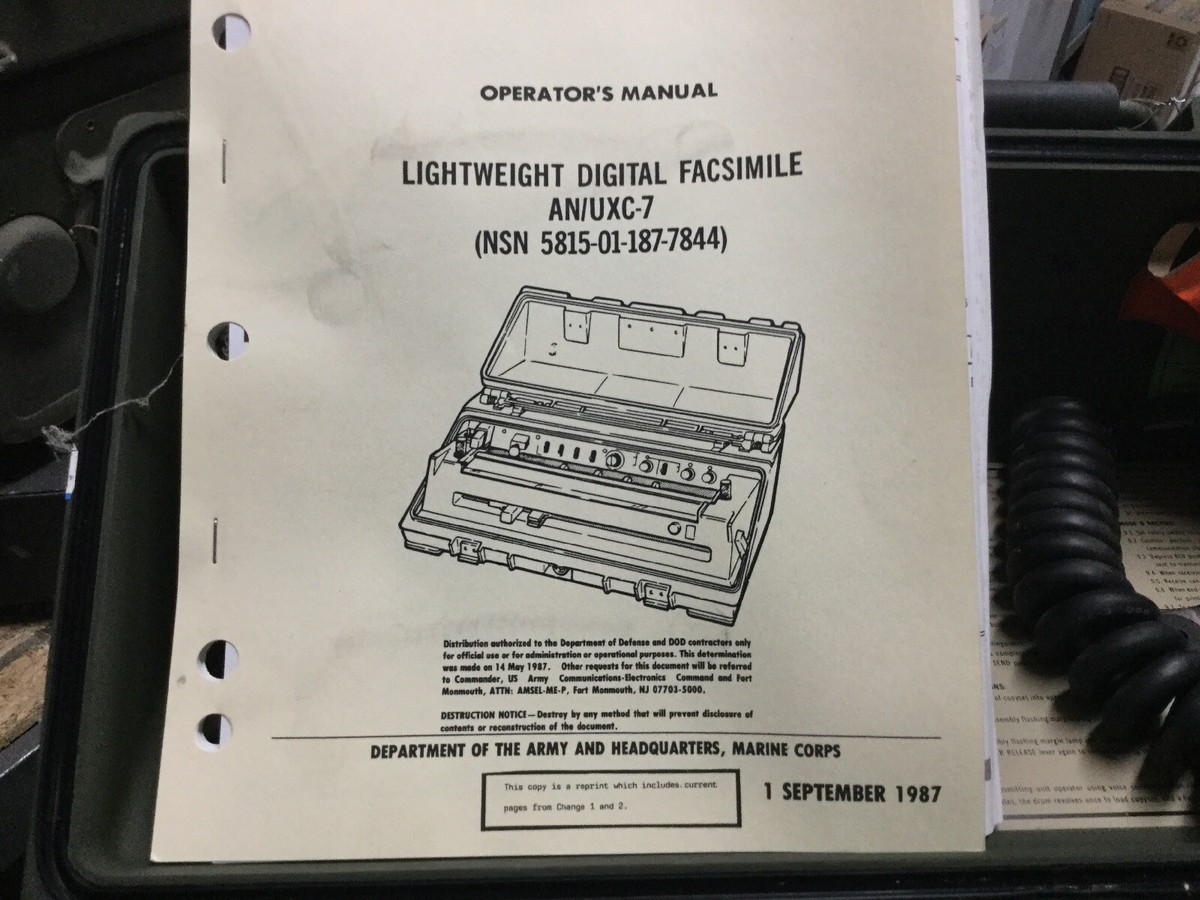 OPERATOR'S MANUAL
LIGHTWEIGHT DIGITAL FACSIMILE
AN/UXC-7
(NSN 5815-01-187-7844)
Distribution authorized to the Department of Defense and DOD contractors only
for official use or for administration or operational purposes. This determination
was made on 14 May 1987. Other requests for this document will be referred
to Commander, US Army Communications-Electronics Command and Fort
Monmouth, ATTN: AMSEL-ME-P, Fort Monmouth, NJ 07703-5000.
DESTRUCTION NOTICE—Destroy by any method that will prevent disclosure of
contents or reconstruction of the document.
DEPARTMENT OF THE ARMY AND HEADQUARTERS, MARINE CORPS
This copy is a reprint which includes current
pages from Change 1 and 2.
1 SEPTEMBER 1987